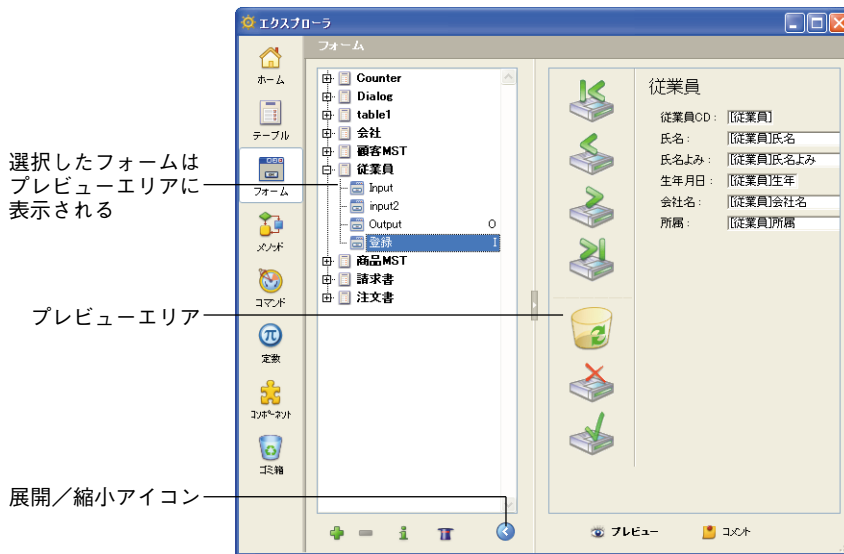 エクスプローラ
フォーム
ホーム
テーブル
フォーム
メソッド
コマンド
定数
コンポーネント
ゴミ箱
選択したフォームは
プレビューエリアに
表示される
プレビューエリア
展開／縮小アイコン
Counter
Dialog
table1
会社
顧客MST
従業員
Input
input2
Output O
登録 I
商品MST
請求書
注文書
従業員
従業員CD： [従業員]
氏名： [従業員]氏名
氏名よみ： [従業員]氏名よみ
生年月日： [従業員]生年
会社名： [従業員]会社名
所属： [従業員]所属
プレビュー
コメント